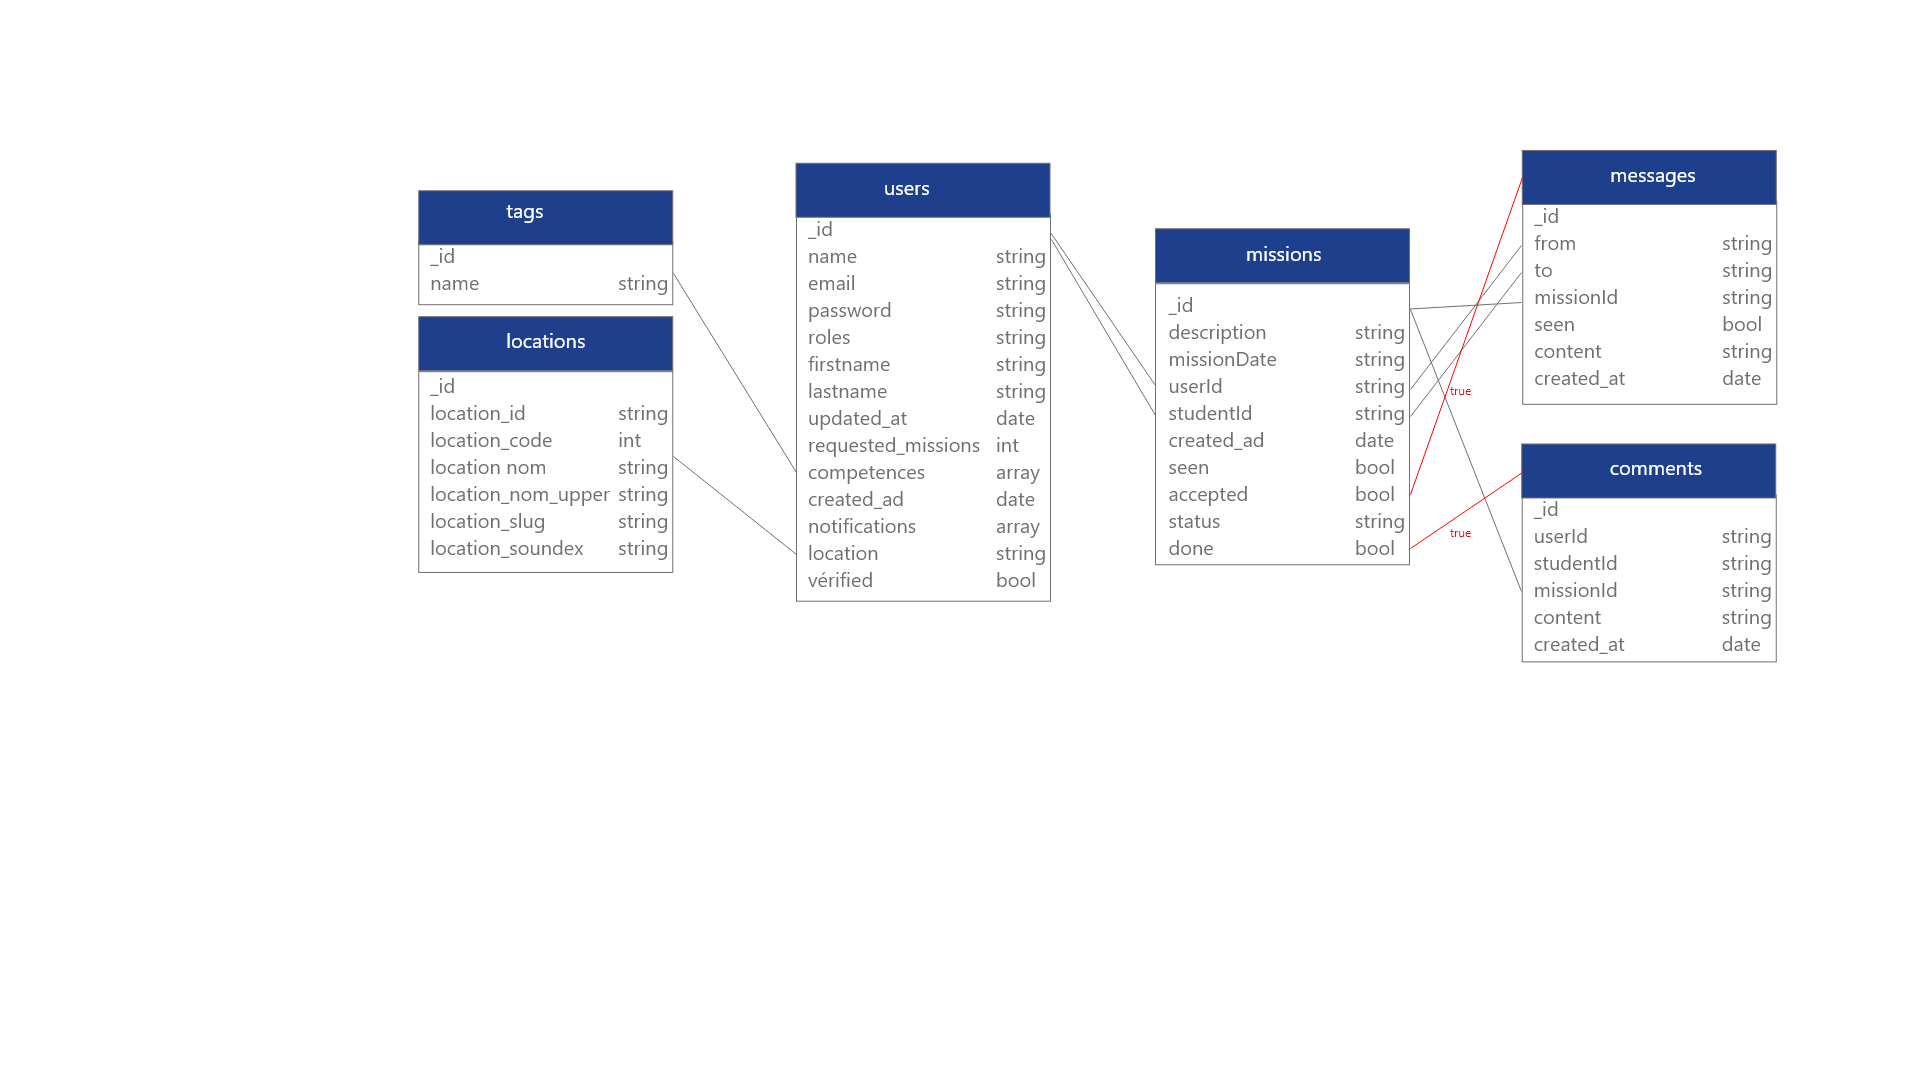 tags
_id
name string
locations
_id
location_id string
location_code int
location nom string
location_nom_upper string
location_slug string
location_soundex string
users
_id
name string
email string
password string
roles string
firstname string
lastname string
updated_at date
requested_missions int
competences array
created_ad date
notifications array
location string
vérified bool
missions
_id
description string
missionDate string
userId string
studentId string
created_ad date
seen bool
accepted bool
status string
done bool
true
true
messages
_id
from string
to string
missionId string
seen bool
content string
created_at date
comments
_id
userId string
studentId string
missionId string
content string
created_at date